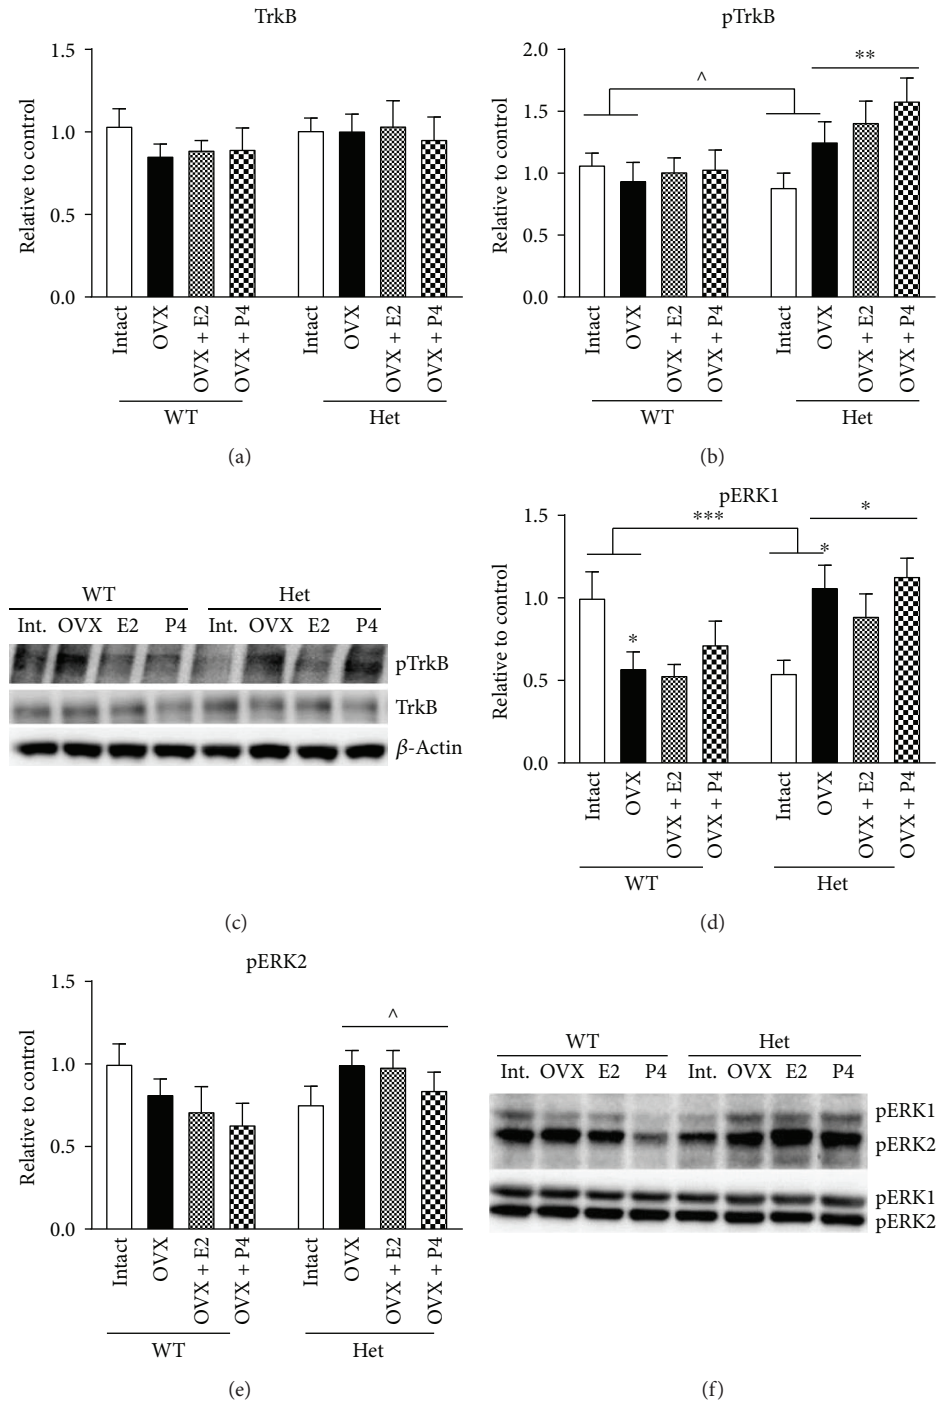 TrkB
Relative to control
1.5
1.0
0.5
0.0
Intact
OVX
OVX + E2
OVX + P4
Intact
OVX
OVX + E2
OVX + P4
WT
Het
(a)
pTrkB
Relative to control
2.0
1.5
1.0
0.5
0.0
^
**
Intact
OVX
OVX + E2
OVX + P4
Intact
OVX
OVX + E2
OVX + P4
WT
Het
(b)
WT
Het
Int. OVX E2 P4 Int. OVX E2 P4
pTrkB
TrkB
β-Actin
(c)
pERK1
Relative to control
1.5
1.0
0.5
0.0
***
*
*
*
Intact
OVX
OVX + E2
OVX + P4
Intact
OVX
OVX + E2
OVX + P4
WT
Het
(d)
pERK2
Relative to control
1.5
1.0
0.5
0.0
^
Intact
OVX
OVX + E2
OVX + P4
Intact
OVX
OVX + E2
OVX + P4
WT
Het
(e)
WT
Het
Int. OVX E2 P4 Int. OVX E2 P4
pERK1
pERK2
pERK1
pERK2
(f)